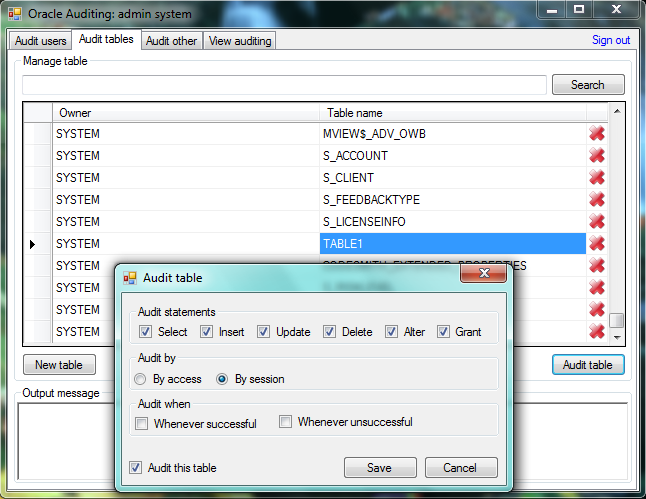 Oracle Auditing: admin system
Audit users Audit tables Audit other View auditing Sign out
Manage table
Search
Owner Table name
SYSTEM MVIEW$_ADV_OWB
SYSTEM S_ACCOUNT
SYSTEM S_CLIENT
SYSTEM S_FEEDBACKTYPE
SYSTEM S_LICENSEINFO
SYSTEM TABLE1
SYSTEM CODESMITH_EXTENDED_PROPERTIES
SYSTEM
SYSTEM
SYSTEM
New table Audit table
Output message
Audit table
Audit statements
Select Insert Update Delete Alter Grant
Audit by
By access By session
Audit when
Whenever successful Whenever unsuccessful
Audit this table Save Cancel